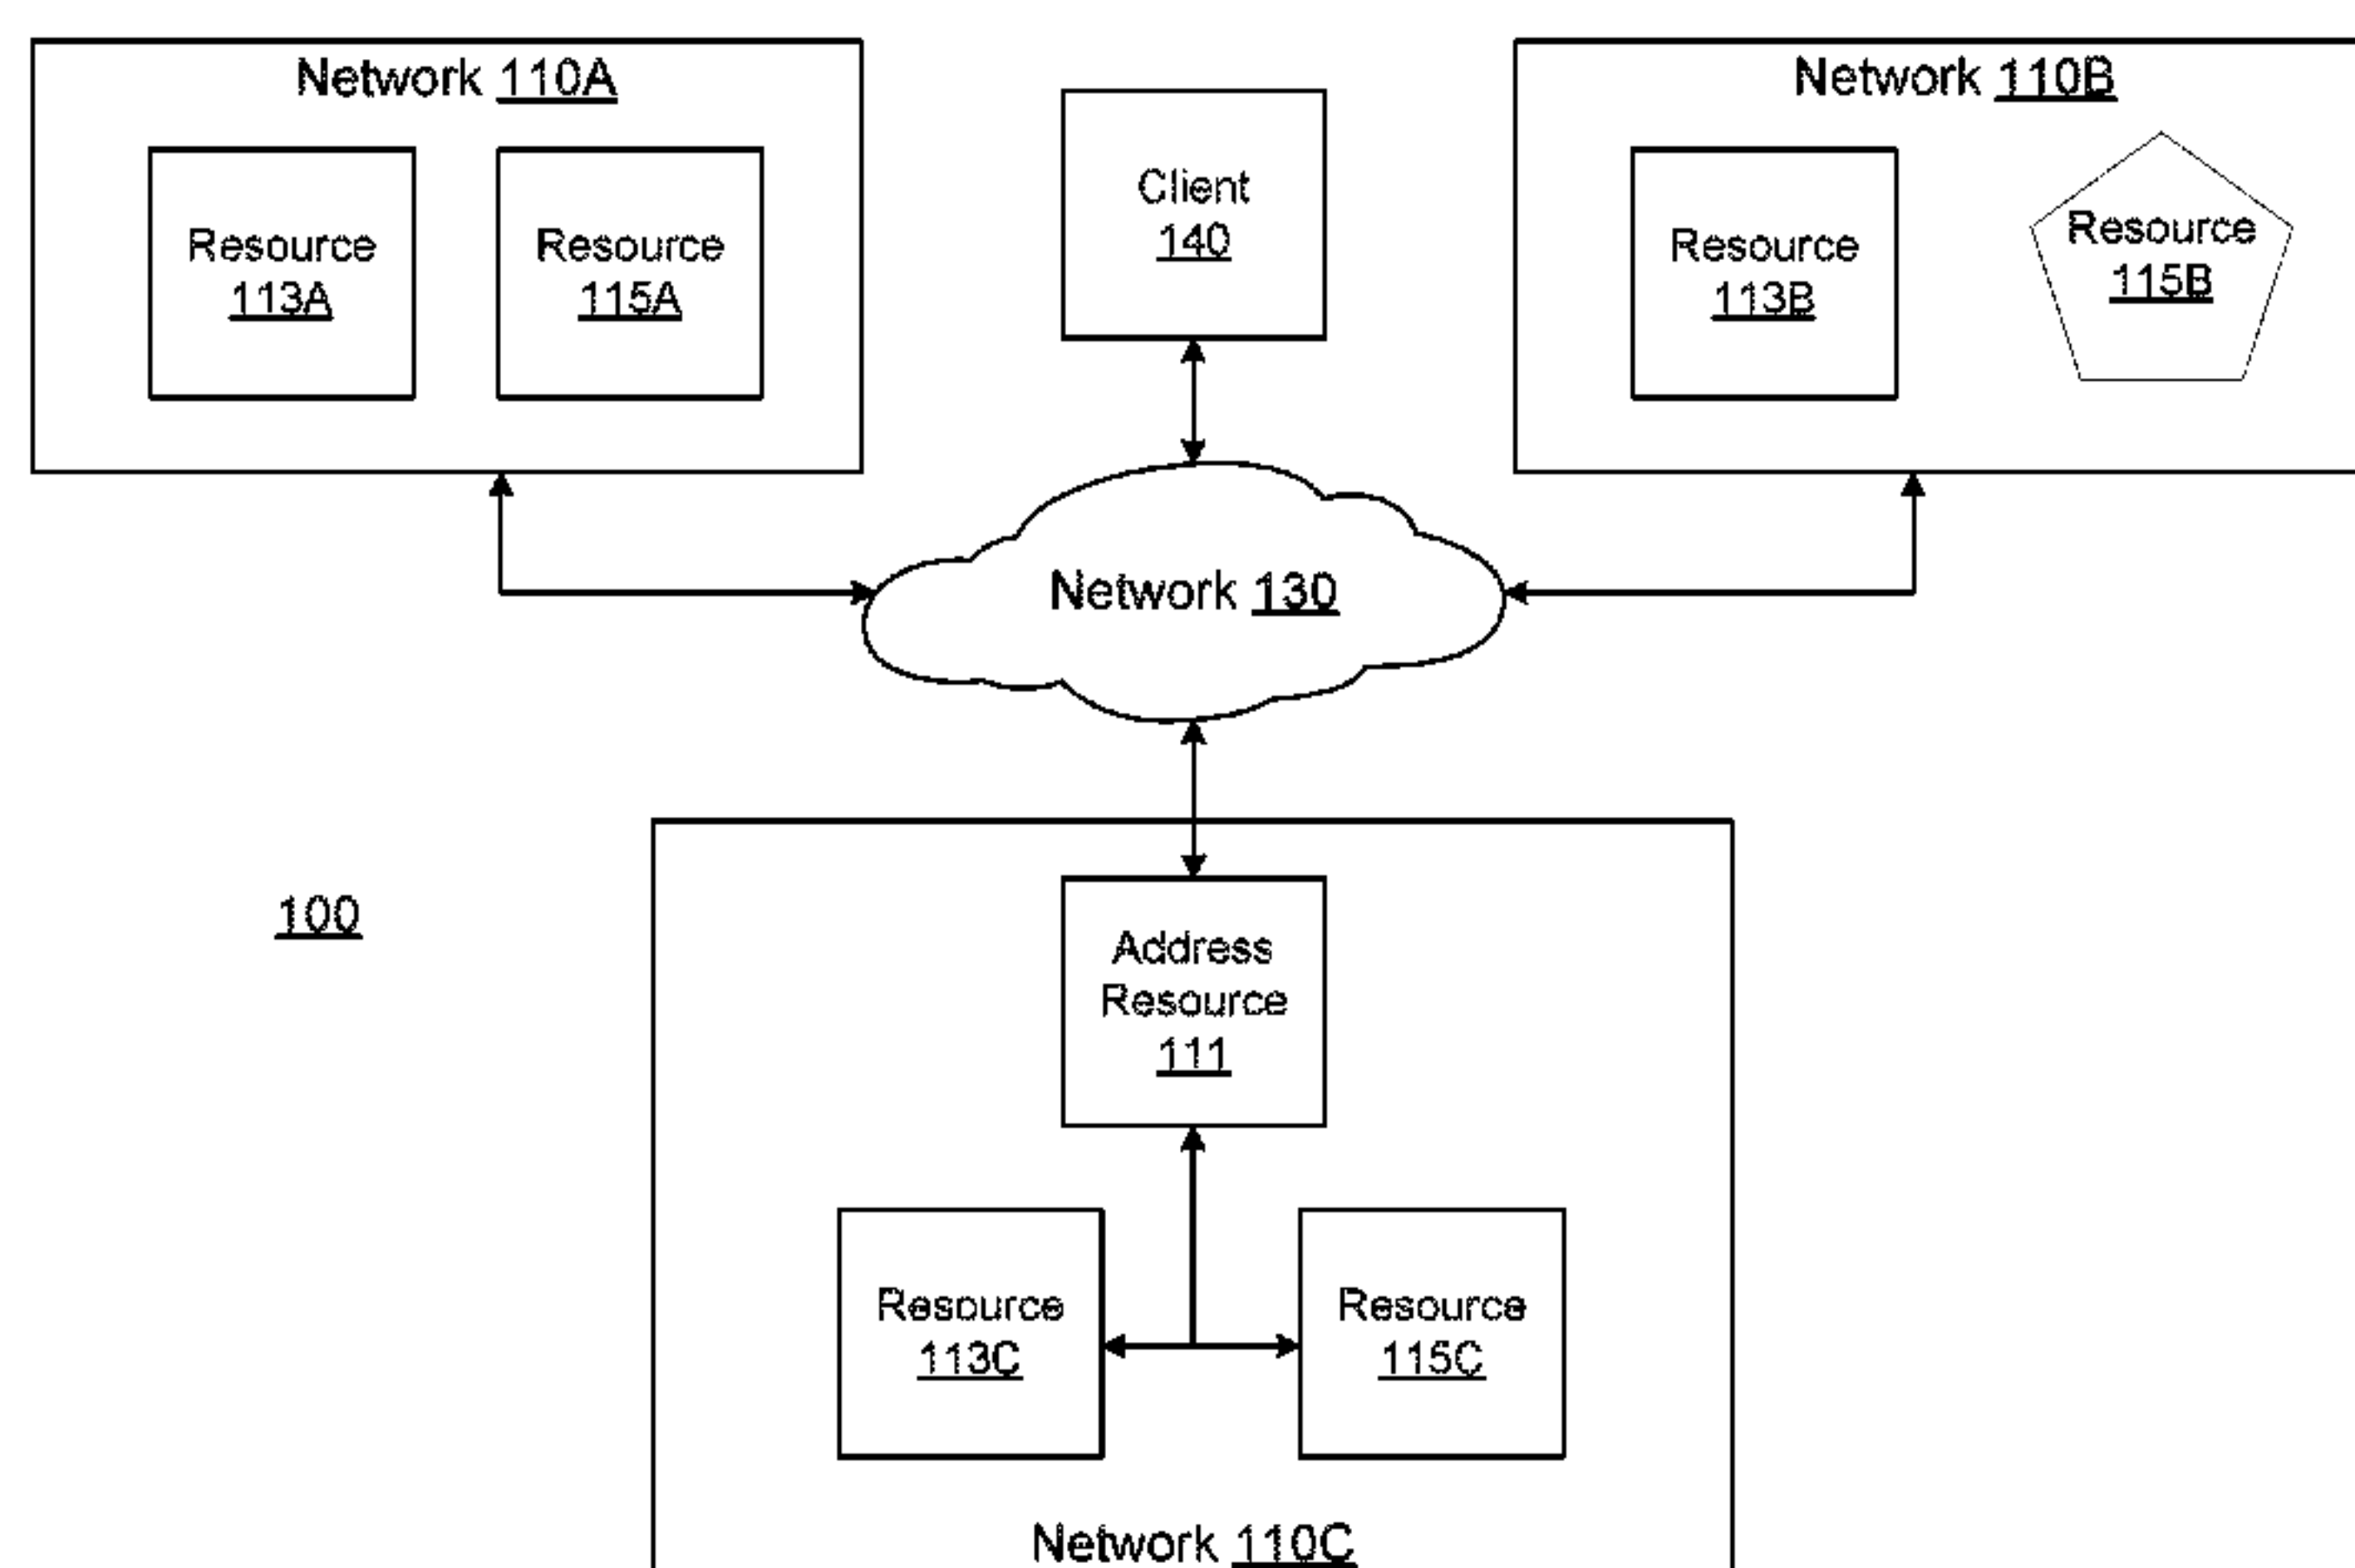 Network 110A
Resource
113A
Resource
115A
Client
140
Network 110B
Resource
113B
Resource
115B
Network 130
100
Address
Resource
111
Resource
113C
Resource
115C
Network 110C